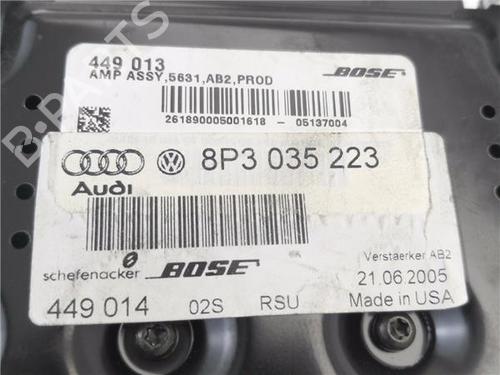 449 013
AMP ASSY,5631,AB2,PROD
BOSE
261890005001618 - 05137004
8P3 035 223
Audi
schefenacker BOSE
Verstaerker AB2
21.06.2005
449 014 02S RSU Made in USA
B-PARTS